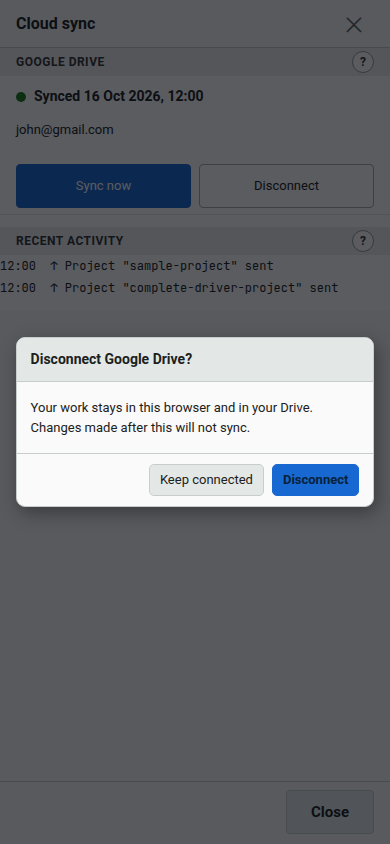 Cloud sync
GOOGLE DRIVE ?
Synced 16 Oct 2026, 12:00
john@gmail.com
Sync now Disconnect
RECENT ACTIVITY ?
12:00 ↑ Project "sample-project" sent
12:00 ↑ Project "complete-driver-project" sent
Disconnect Google Drive?
Your work stays in this browser and in your Drive.
Changes made after this will not sync.
Keep connected Disconnect
Close